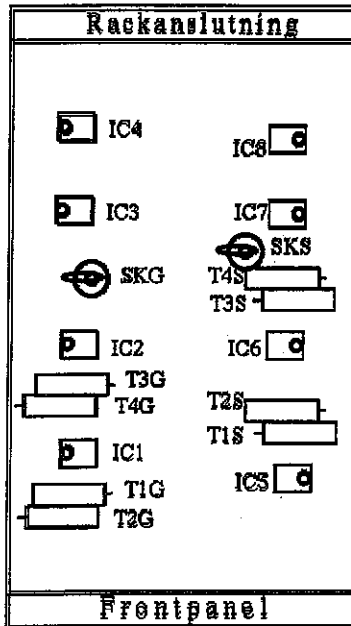 Rackanslutning
IC4
IC8
IC3
IC7
SKG
SKS
T4S
T3S
IC2
IC6
T3G
T4G
T2S
T1S
IC1
IC5
T1G
T2G
Frontpanel